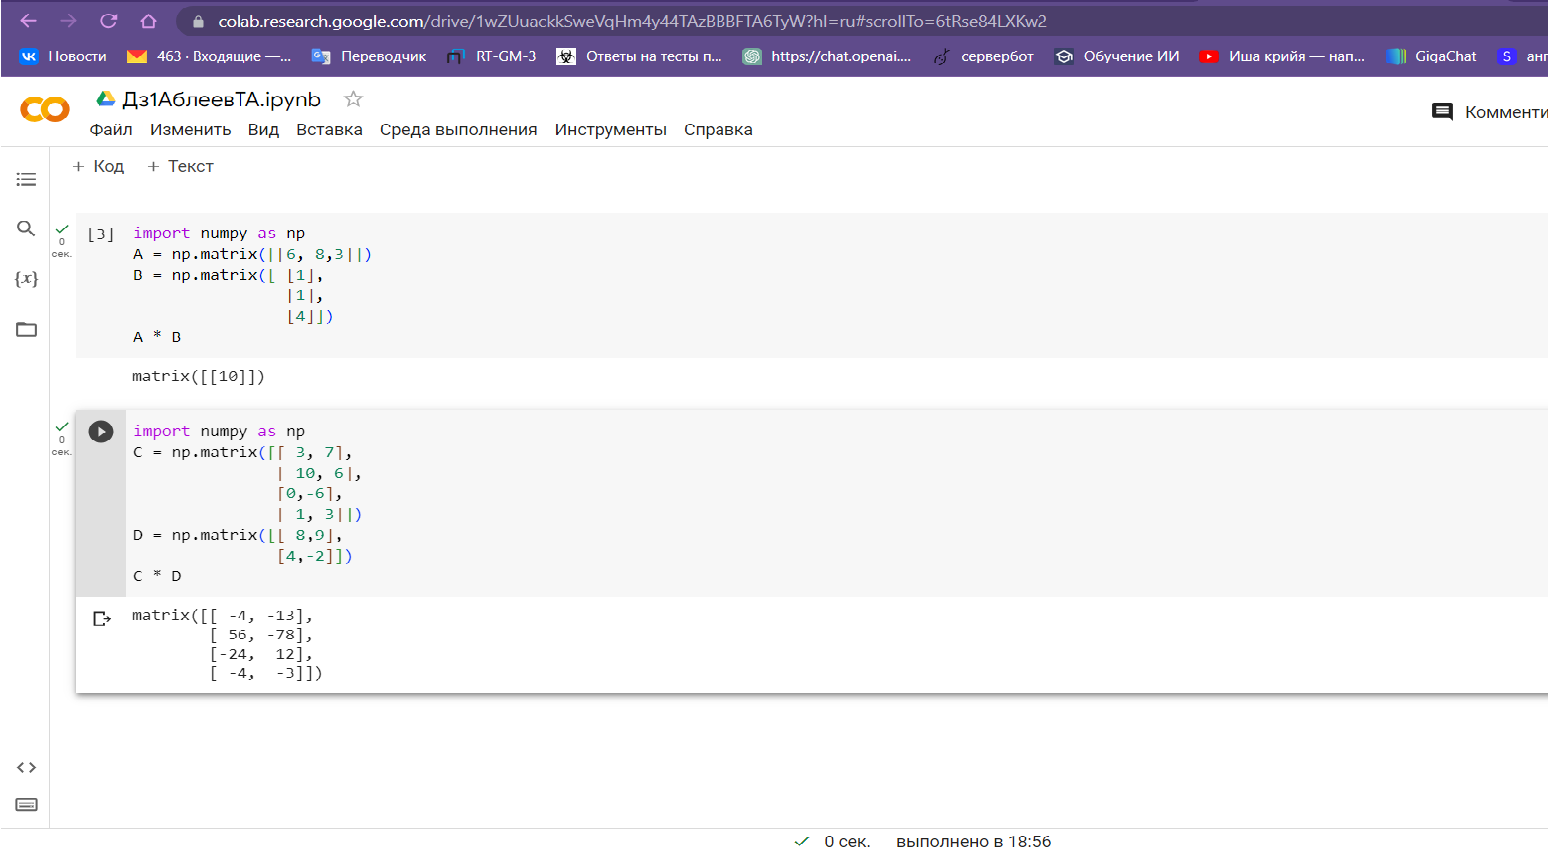 colab.research.google.com/drive/1wZUuackkSweVqHm4y44TAzBBBFTA6TyW?hl=ru#scrollTo=6tRse84LXKw2
Новости 463 · Входящие —... Переводчик RT-GM-3 Ответы на тесты п... https://chat.openai.... сервербот Обучение ИИ Иша крийя — нап... GigaChat S анг
Дз1АблеевТА.ipynb
Комменти
Файл Изменить Вид Вставка Среда выполнения Инструменты Справка
+ Код + Текст
0
сек.
[3] import numpy as np
A = np.matrix([[6, 8,3]])
B = np.matrix([ [1],
[1],
[4]])
A * B
matrix([[10]])
0
сек.
import numpy as np
C = np.matrix([[ 3, 7],
[ 10, 6],
[0,-6],
[ 1, 3]])
D = np.matrix([[ 8,9],
[4,-2]])
C * D
matrix([[ -4, -13],
[ 56, -78],
[-24, 12],
[ -4, -3]])
0 сек. выполнено в 18:56